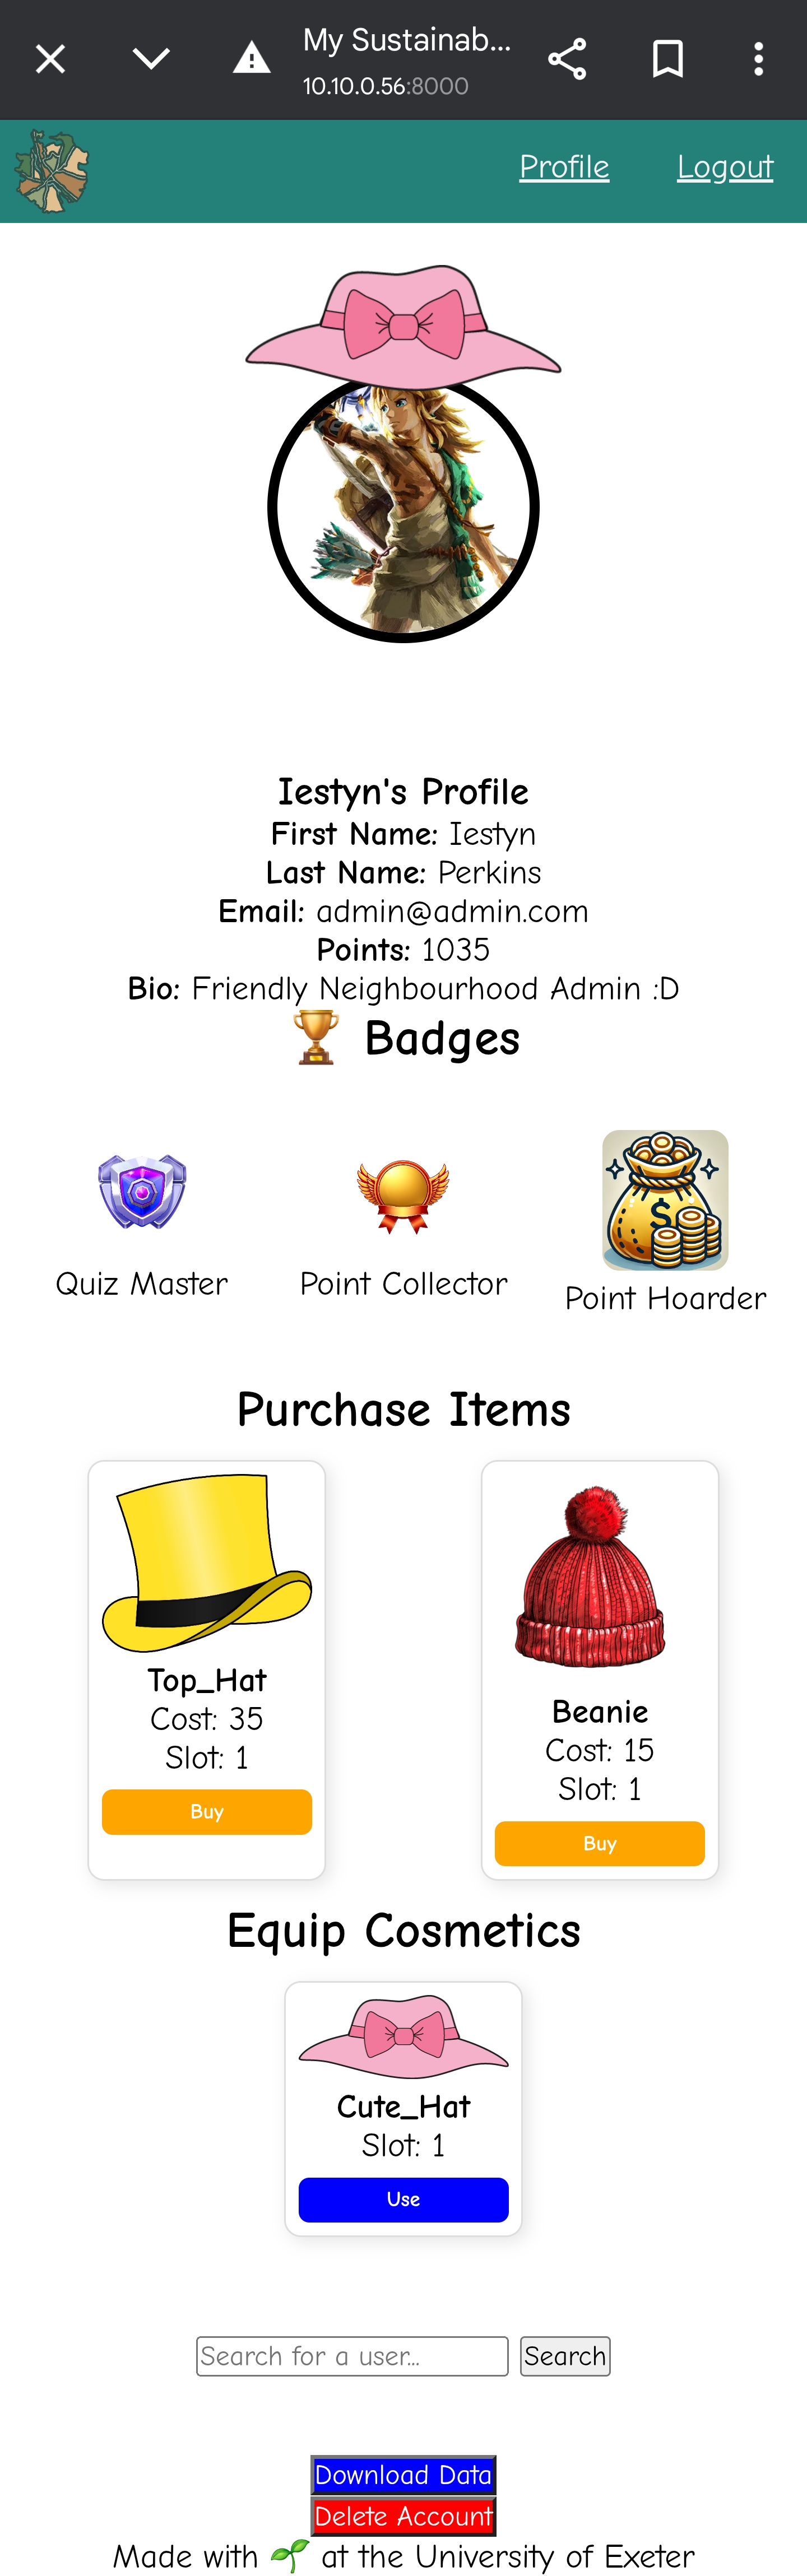 My Sustainab...
10.10.0.56:8000
Profile Logout
Iestyn's Profile
First Name: Iestyn
Last Name: Perkins
Email: admin@admin.com
Points: 1035
Bio: Friendly Neighbourhood Admin :D
🏆 Badges
$
Quiz Master Point Collector Point Hoarder
Purchase Items
Top_Hat
Cost: 35
Slot: 1
Buy
Beanie
Cost: 15
Slot: 1
Buy
Equip Cosmetics
Cute_Hat
Slot: 1
Use
Search for a user... Search
Download Data
Delete Account
Made with 🌱 at the University of Exeter